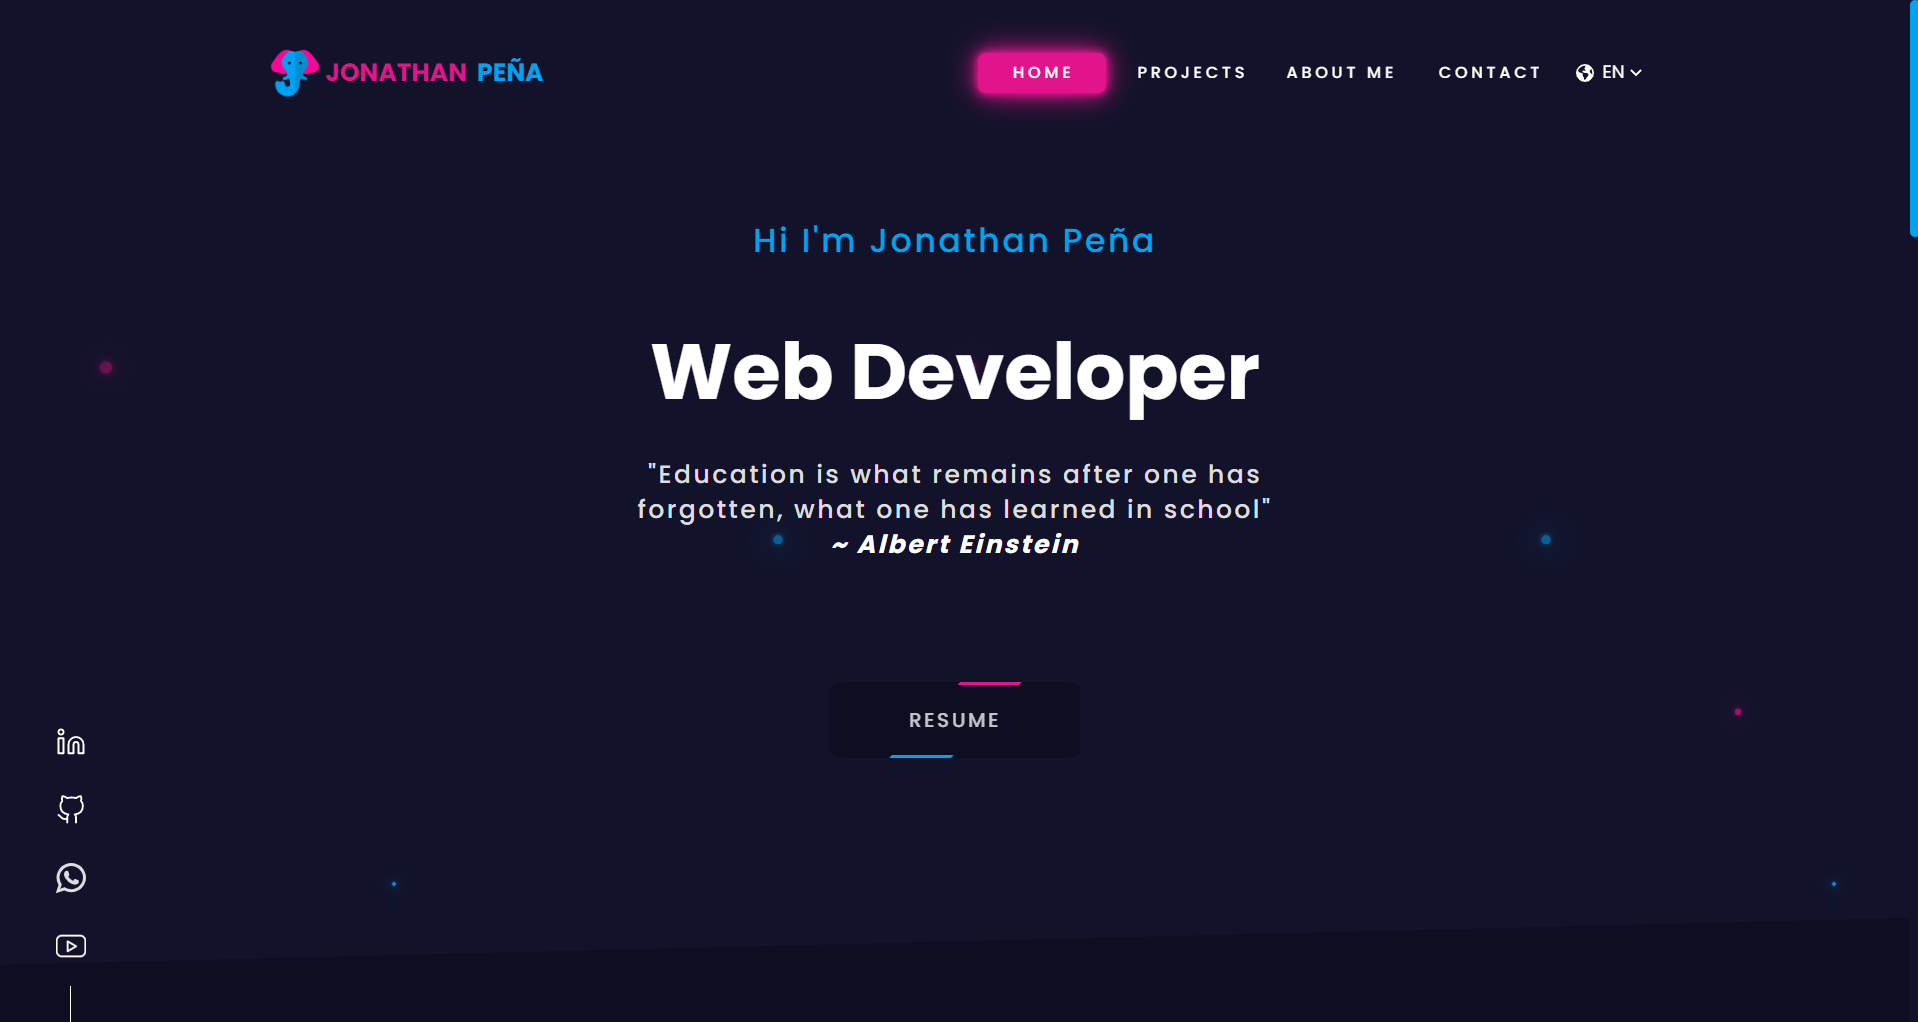 JONATHAN PEÑA
HOME
PROJECTS
ABOUT ME
CONTACT
EN
Hi I'm Jonathan Peña
Web Developer
"Education is what remains after one has
forgotten, what one has learned in school"
~ Albert Einstein
RESUME
in